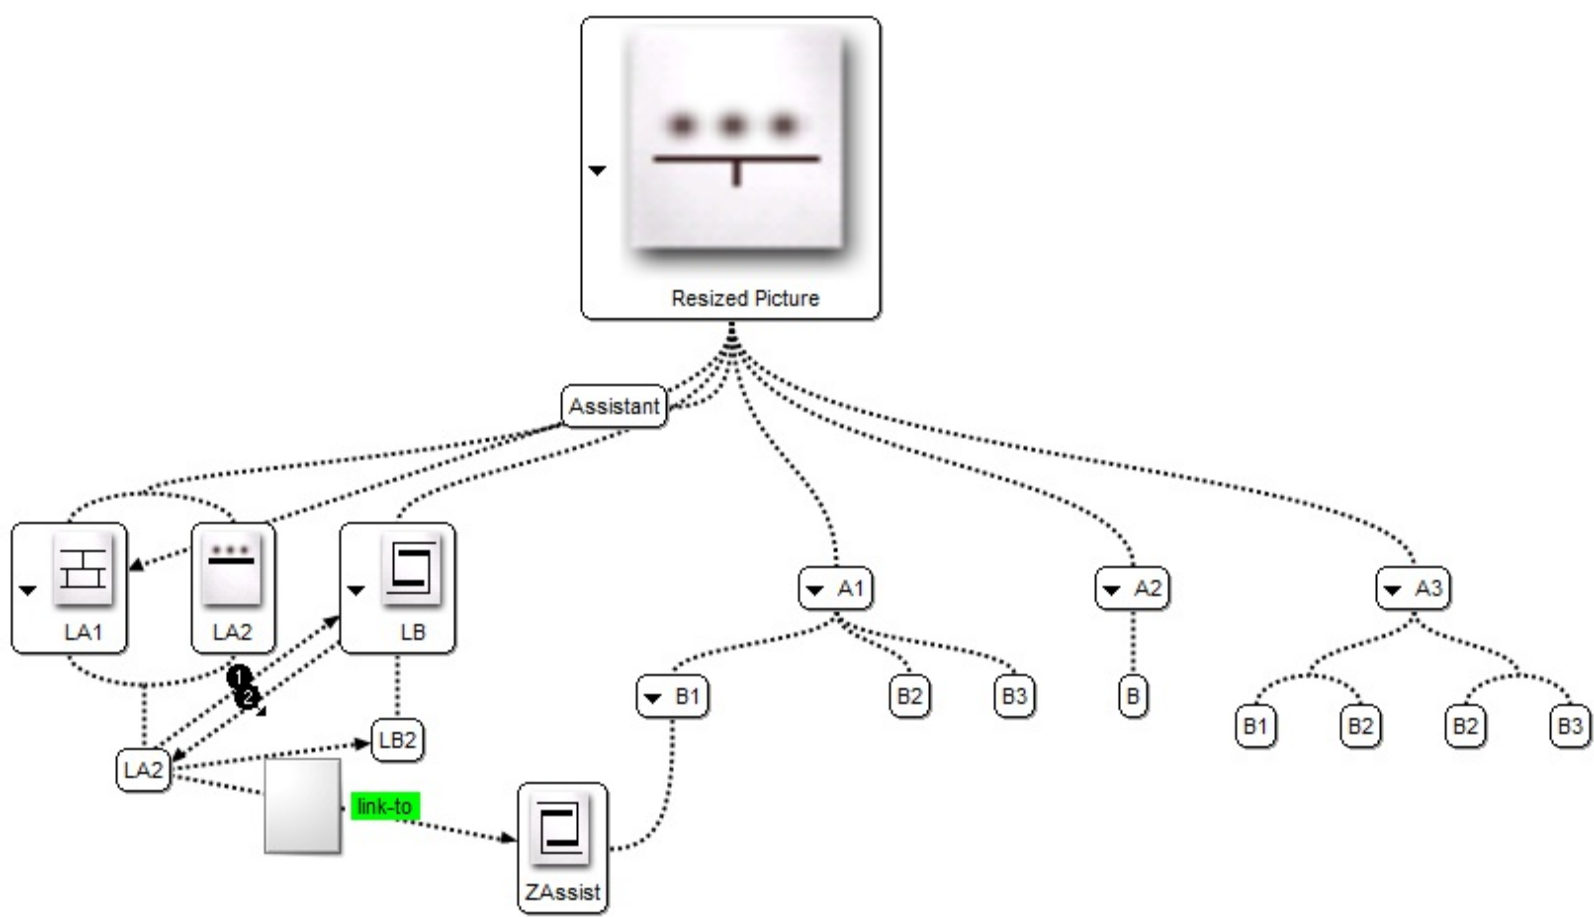 Resized Picture
Assistant
LA1
LA2
LB
A1
A2
A3
1
2
B1
B2
B3
B
B1
B2
B2
B3
LA2
LB2
link-to
ZAssist